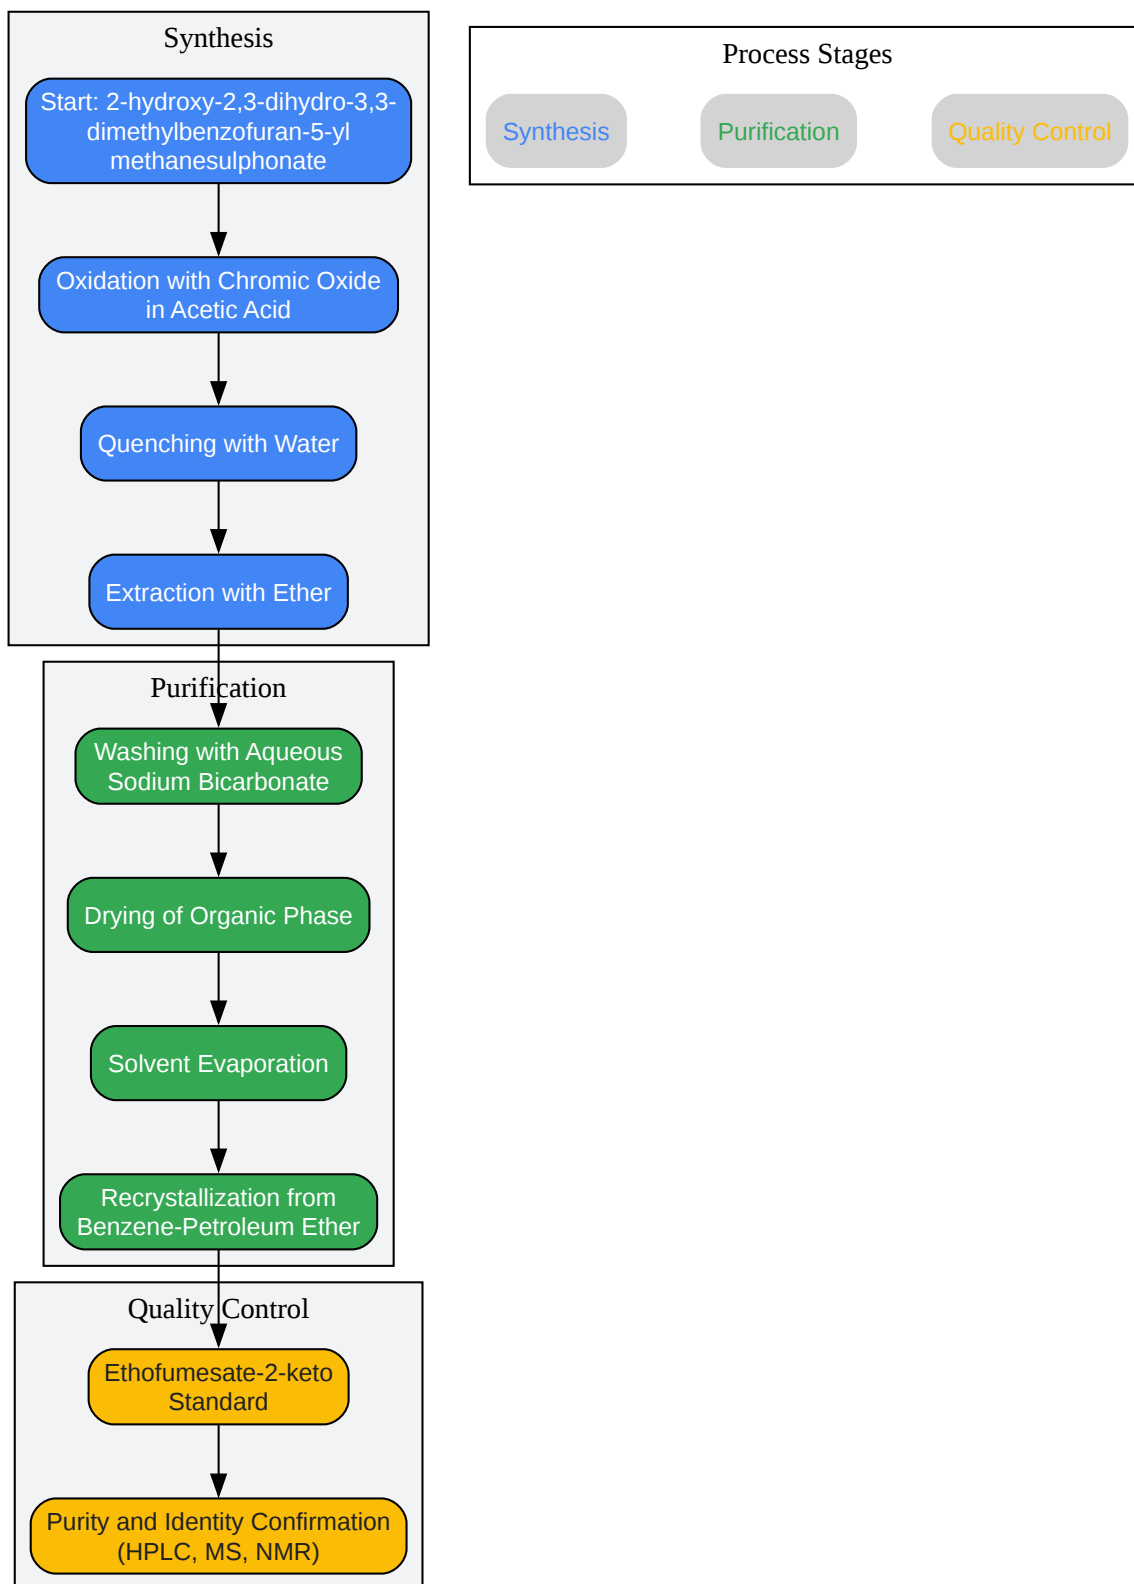 Synthesis
Start: 2-hydroxy-2,3-dihydro-3,3-
dimethylbenzofuran-5-yl
methanesulphonate
Oxidation with Chromic Oxide
in Acetic Acid
Quenching with Water
Extraction with Ether
Purification
Washing with Aqueous
Sodium Bicarbonate
Drying of Organic Phase
Solvent Evaporation
Recrystallization from
Benzene-Petroleum Ether
Quality Control
Ethofumesate-2-keto
Standard
Purity and Identity Confirmation
(HPLC, MS, NMR)
Process Stages
Synthesis
Purification
Quality Control